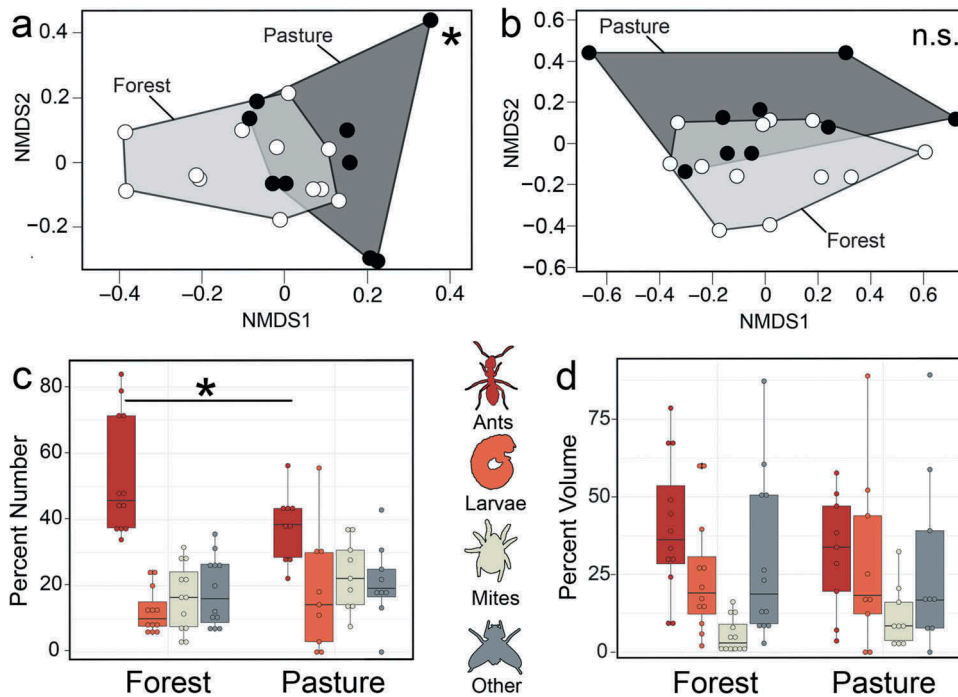 a
Pasture
*
Forest
NMDS2
0.4
0.2
0
−0.2
−0.4
−0.2
0
0.2
0.4
NMDS1
b
Pasture
n.s.
Forest
NMDS2
0.6
0.4
0.2
0
−0.2
−0.4
−0.6
−0.6
−0.4
−0.2
0
0.2
0.4
0.6
NMDS1
c
*
Percent Number
80
60
40
20
0
Forest
Pasture
Ants
Larvae
Mites
Other
d
Percent Volume
75
50
25
0
Forest
Pasture